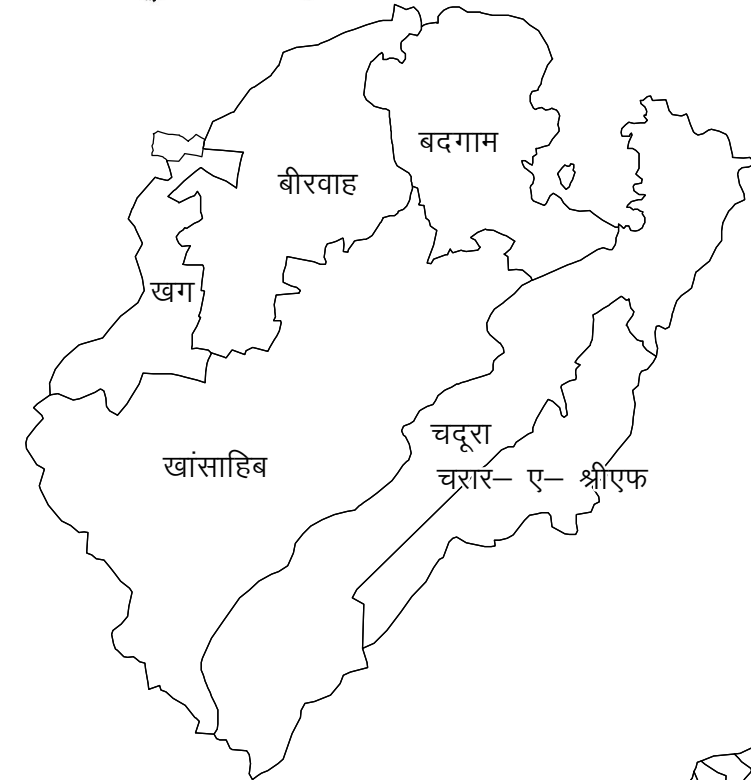 बदगाम
बीरवाह
खग
चदूरा
खांसाहिब
चरार– ए– श्रीएफ